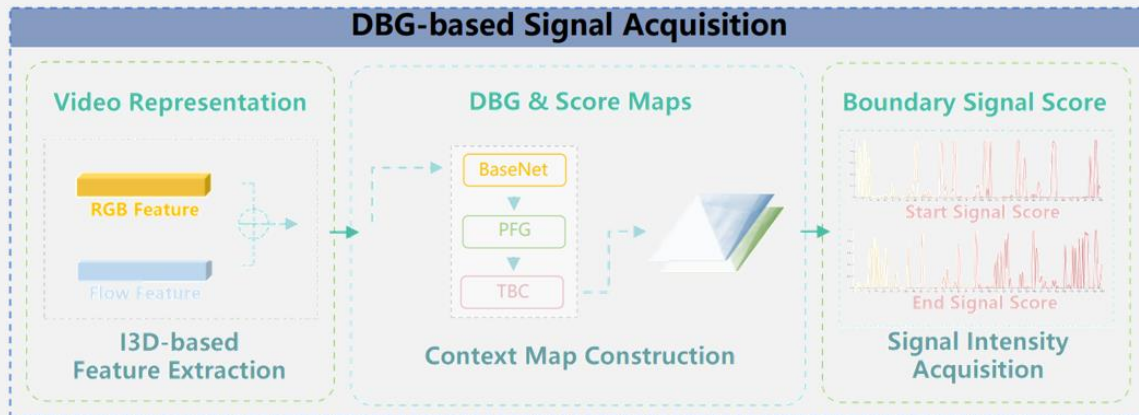 DBG-based Signal Acquisition
Video Representation
RGB Feature
Flow Feature
I3D-based
Feature Extraction
DBG & Score Maps
BaseNet
PFG
TBC
Context Map Construction
Boundary Signal Score
Start Signal Score
End Signal Score
Signal Intensity
Acquisition